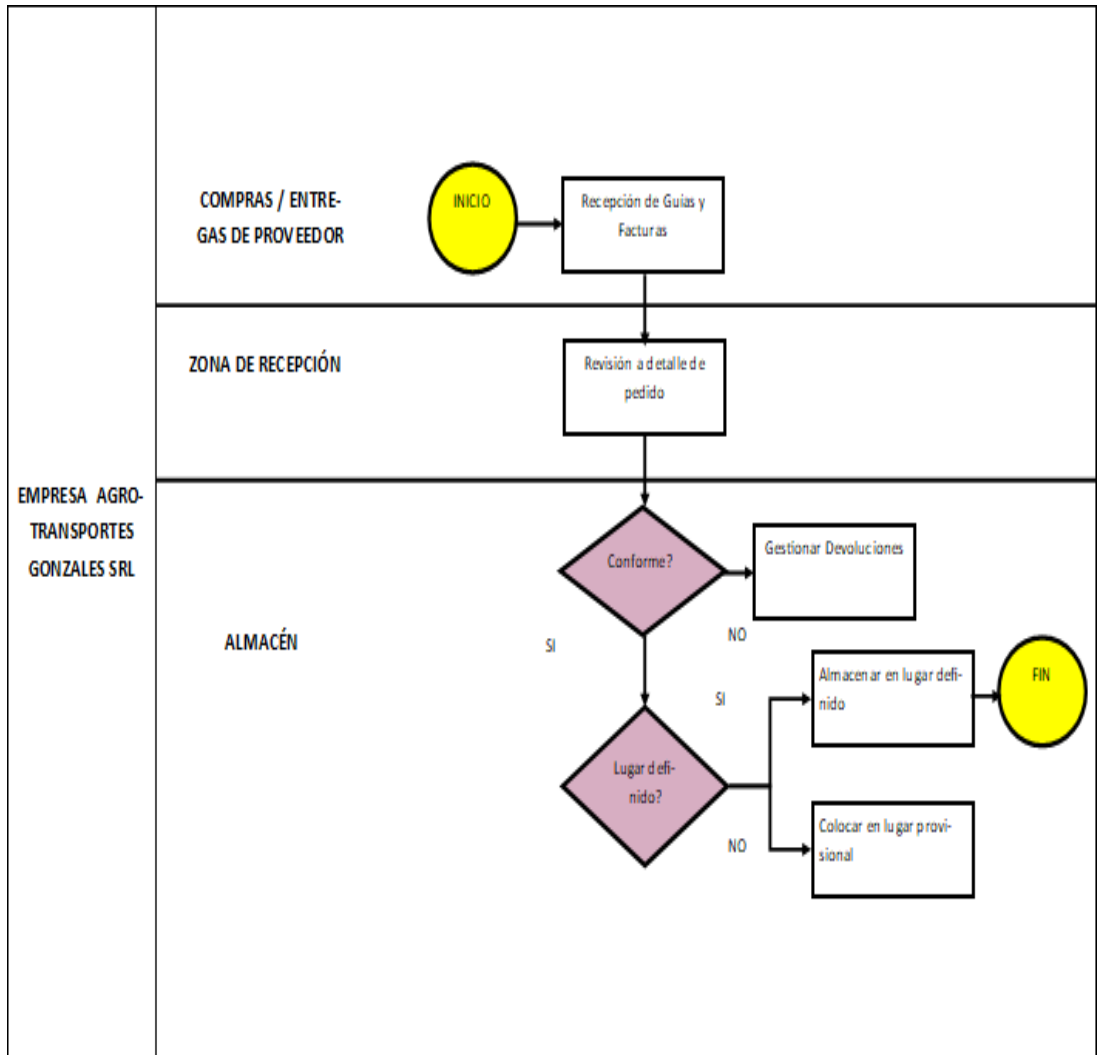 COMPRAS / ENTRE-
GAS DE PROVEEDOR
INICIO
Recepción de Guias y
Facturas
ZONA DE RECEPCIÓN
Revisión a detalle de
pedido
EMPRESA AGRO-
TRANSPORTES
GONZALES SRL
ALMACÉN
Conforme?
Gestionar Devoluciones
SI
NO
Lugar defi-
nido?
SI
NO
Almacenar en lugar defi-
nido
FIN
Colocar en lugar provi-
sional